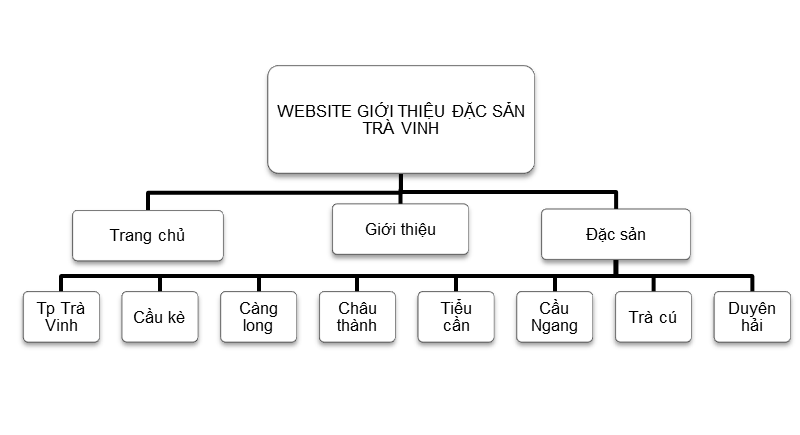 WEBSITE GIỚI THIỆU ĐẶC SẢN
TRÀ VINH
Trang chủ
Giới thiệu
Đặc sản
Tp Trà
Vinh
Cầu kè
Càng
long
Châu
thành
Tiểu
cần
Cầu
Ngang
Trà cú
Duyên
hải